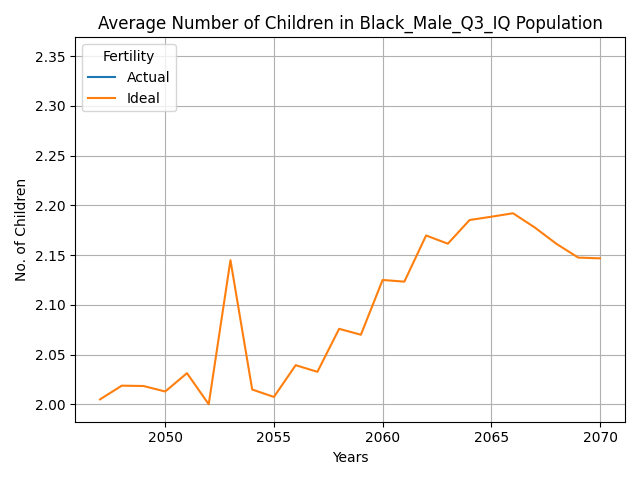 Average Number of Children in Black_Male_Q3_IQ Population
Fertility
Actual
Ideal
No. of Children
2.35
2.30
2.25
2.20
2.15
2.10
2.05
2.00
2050 2055 2060 2065 2070
Years